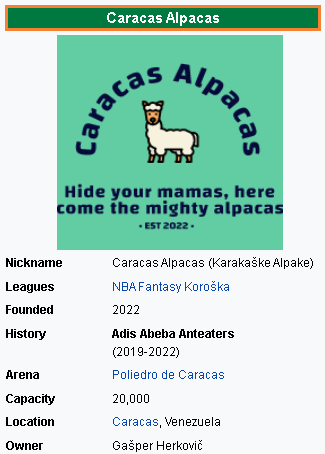 Caracas Alpacas
Caracas Alpacas
Hide your mamas, here
come the mighty alpacas
• EST 2022 •
Nickname Caracas Alpacas (Karakaške Alpake)
Leagues NBA Fantasy Koroška
Founded 2022
History Adis Abeba Anteaters
(2019-2022)
Arena Poliedro de Caracas
Capacity 20,000
Location Caracas, Venezuela
Owner Gašper Herkovič